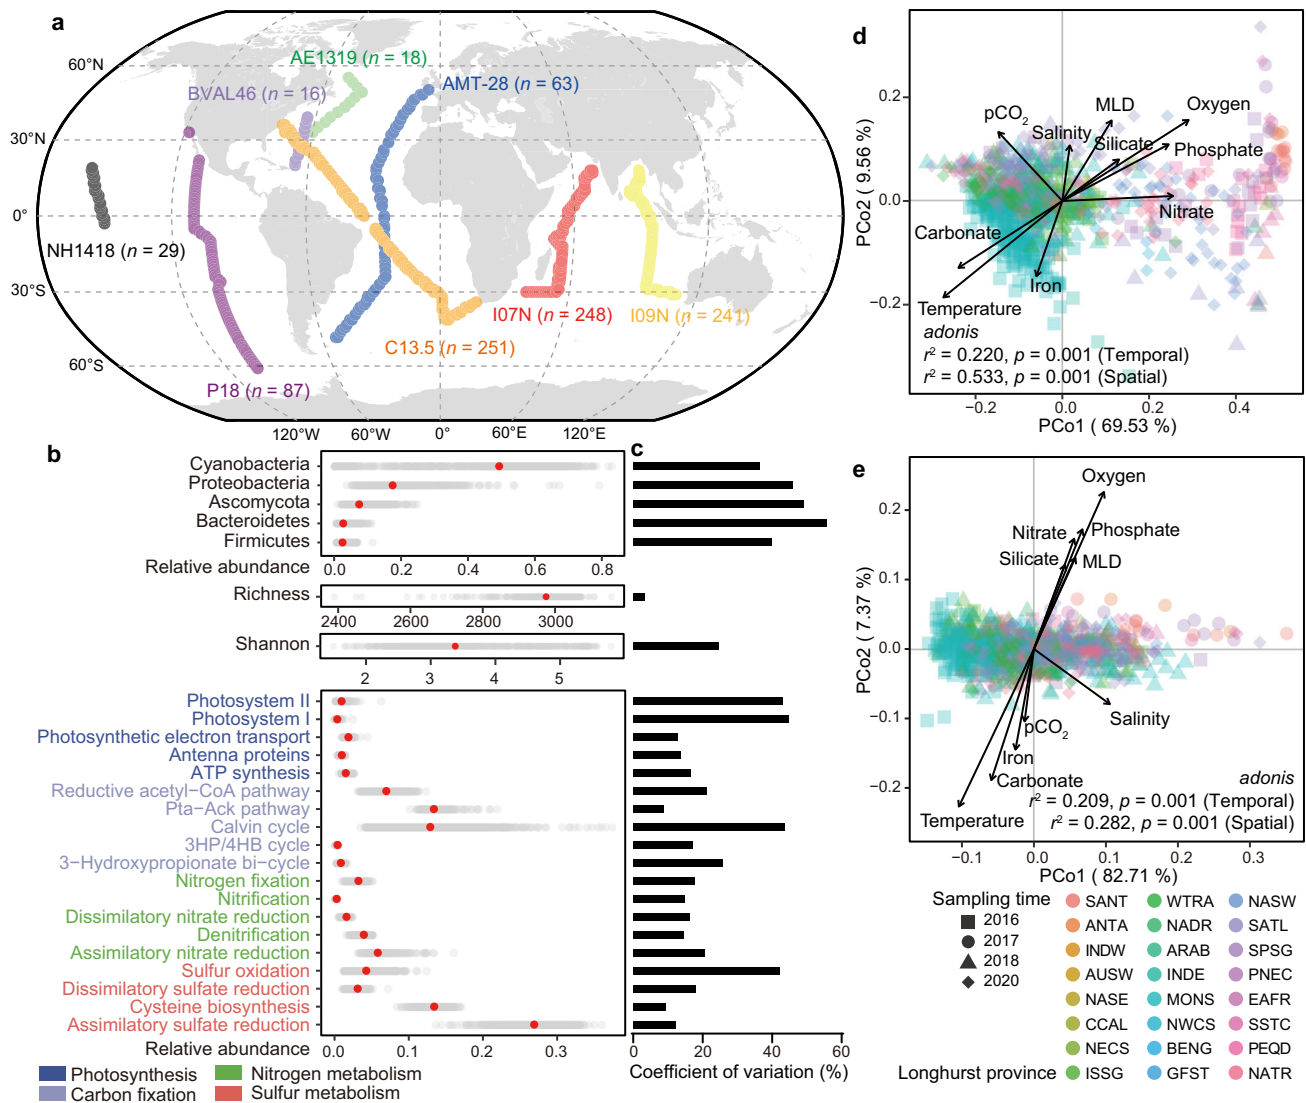 a
AE1319 (n = 18)
60°N
AMT-28 (n = 63)
BVAL46 (n = 16)
30°N
0°
NH1418 (n = 29)
30°S
I07N (n = 248)
I09N (n = 241)
C13.5 (n = 251)
60°S
P18 (n = 87)
120°W
60°W
0°
60°E
120°E
b
Cyanobacteria
Proteobacteria
Ascomycota
Bacteroidetes
Firmicutes
Relative abundance
0.0
0.2
0.4
0.6
0.8
Richness
2400
2600
2800
3000
Shannon
2
3
4
5
Photosystem II
Photosystem I
Photosynthetic electron transport
Antenna proteins
ATP synthesis
Reductive acetyl−CoA pathway
Pta−Ack pathway
Calvin cycle
3HP/4HB cycle
3−Hydroxypropionate bi−cycle
Nitrogen fixation
Nitrification
Dissimilatory nitrate reduction
Denitrification
Assimilatory nitrate reduction
Sulfur oxidation
Dissimilatory sulfate reduction
Cysteine biosynthesis
Assimilatory sulfate reduction
Relative abundance
0.0
0.1
0.2
0.3
Photosynthesis
Carbon fixation
Nitrogen metabolism
Sulfur metabolism
c
0
20
40
60
Coefficient of variation (%)
d
0.2
0.0
−0.2
PCo2 ( 9.56 %)
pCO2
MLD
Oxygen
Salinity
Silicate
Phosphate
Nitrate
Carbonate
Iron
Temperature
adonis
r2 = 0.220, p = 0.001 (Temporal)
r2 = 0.533, p = 0.001 (Spatial)
−0.2
0.0
0.2
0.4
PCo1 ( 69.53 %)
e
Oxygen
0.2
Nitrate
Phosphate
Silicate
MLD
0.1
0.0
−0.1
−0.2
PCo2 ( 7.37 %)
Salinity
pCO2
Iron
Carbonate
Temperature
adonis
r2 = 0.209, p = 0.001 (Temporal)
r2 = 0.282, p = 0.001 (Spatial)
−0.1
0.0
0.1
0.2
0.3
PCo1 ( 82.71 %)
Sampling time
2016
2017
2018
2020
Longhurst province
SANT
ANTA
INDW
AUSW
NASE
CCAL
NECS
ISSG
WTRA
NADR
ARAB
INDE
MONS
NWCS
BENG
GFST
NASW
SATL
SPSG
PNEC
EAFR
SSTC
PEQD
NATR